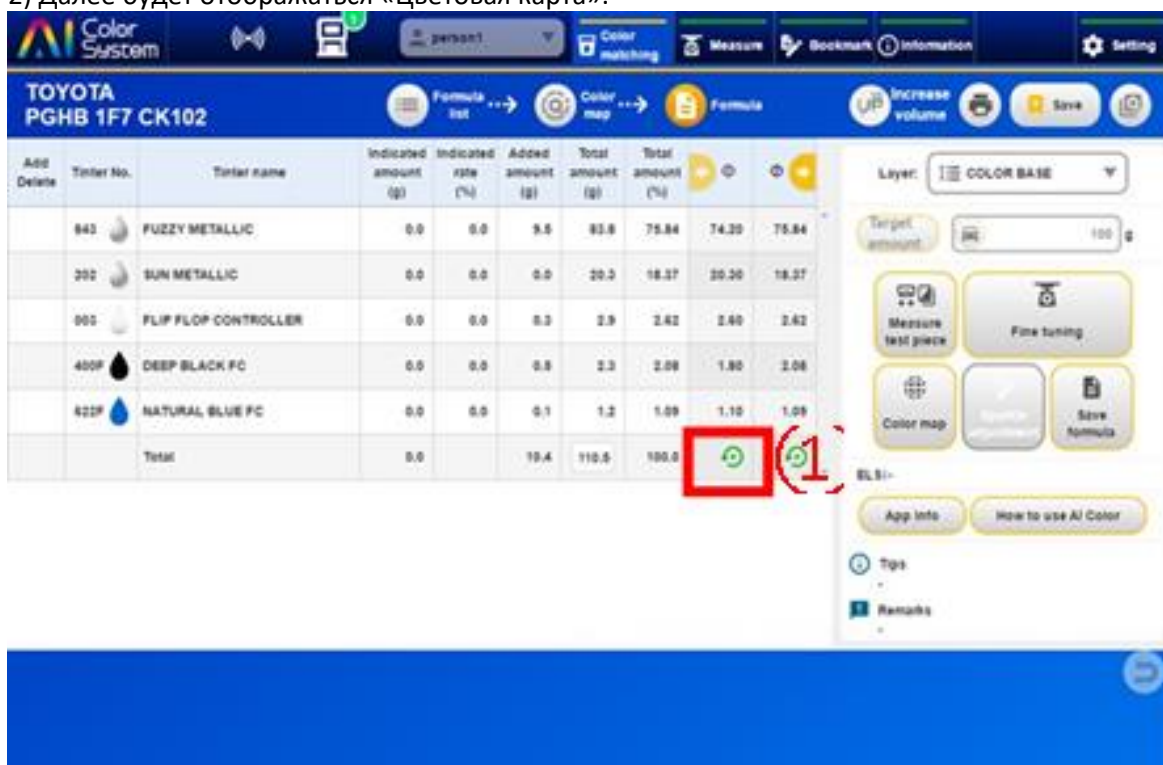 2) Далее будет отображаться «Цветовая карта».
AI Color System
1
person1
Color matching
Measure
Bookmark
Information
Setting
TOYOTA
PGHB 1F7 CK102
Formula list
Color map
Formula
UP Increase volume
Save
Add Delete Tinter No. Tinter name Indicated amount (g) Indicated rate (%) Added amount (g) Total amount (g) Total amount (%)
843 FUZZY METALLIC 0.0 0.0 9.5 83.8 75.84 74.20 75.84
202 SUN METALLIC 0.0 0.0 0.0 20.3 18.37 20.30 18.37
003 FLIP FLOP CONTROLLER 0.0 0.0 0.3 2.9 2.62 2.60 2.62
400F DEEP BLACK FC 0.0 0.0 0.5 2.3 2.08 1.80 2.08
622F NATURAL BLUE FC 0.0 0.0 0.1 1.2 1.09 1.10 1.09
Total 0.0 10.4 110.5 100.0
(1)
Layer: COLOR BASE
Target amount 100 g
Measure test piece
Fine tuning
Color map
Save formula
App info
How to use AI Color
Tips
-
Remarks
-